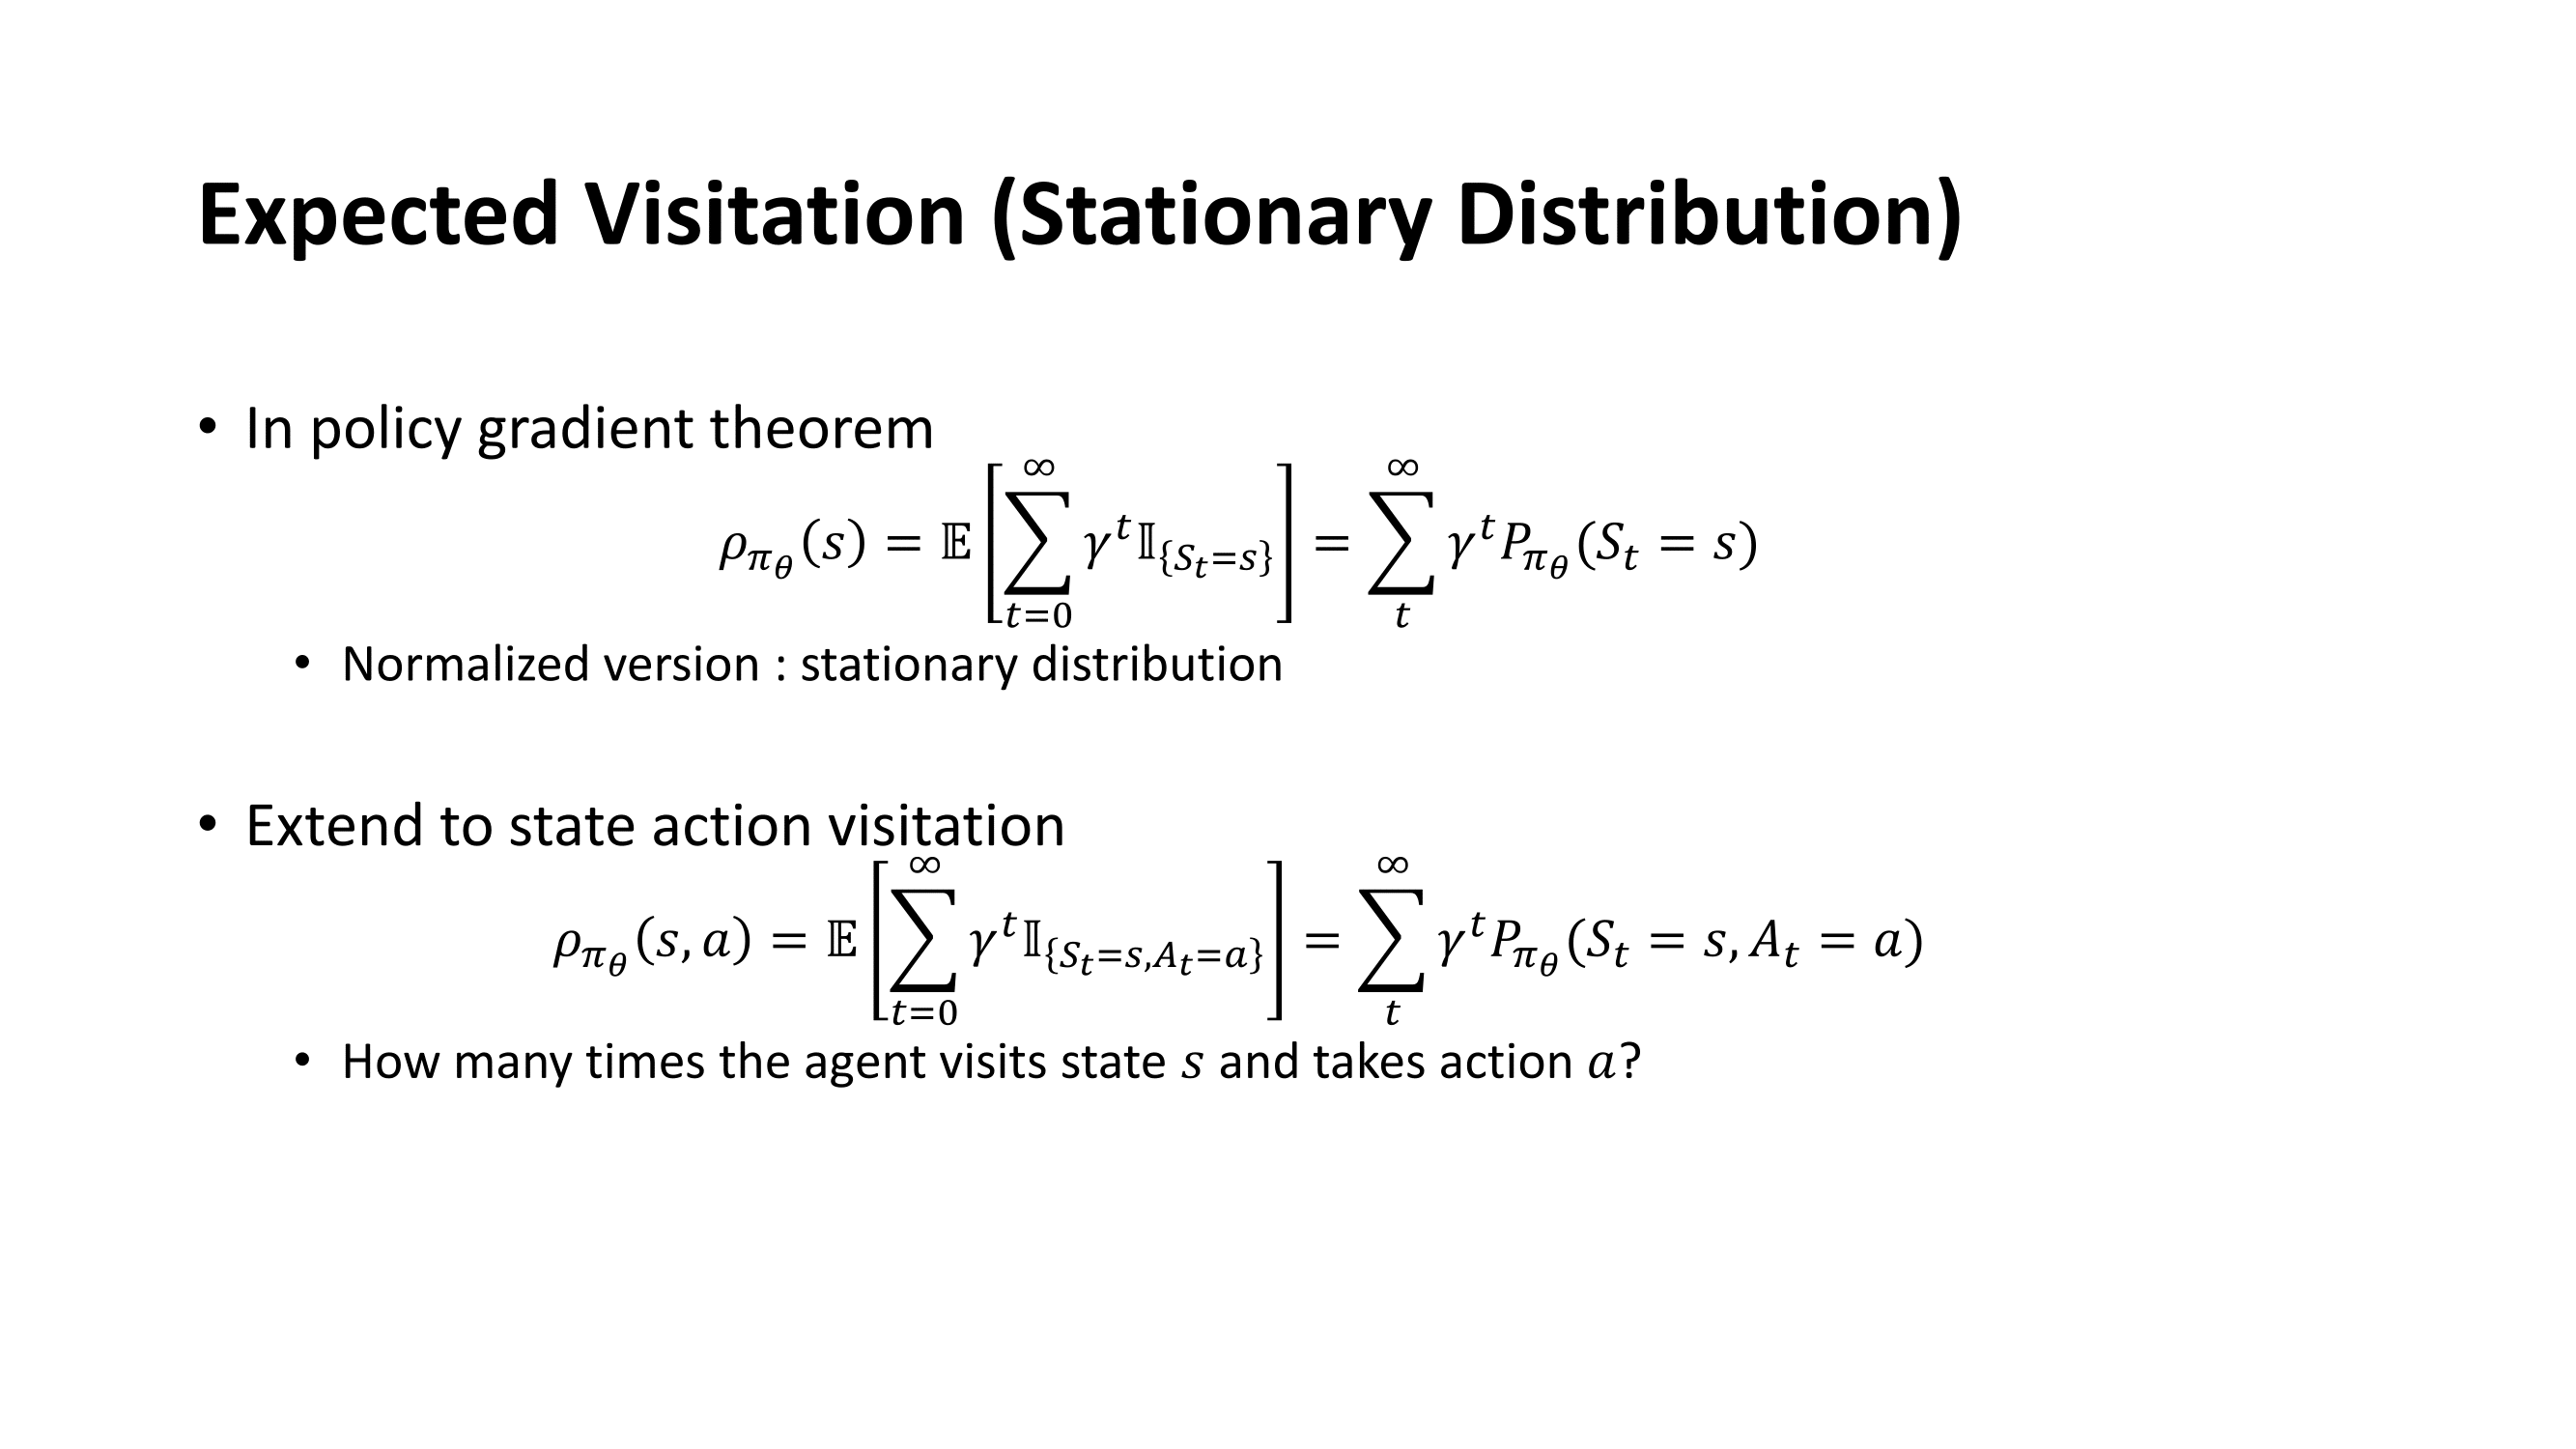 Expected Visitation (Stationary Distribution)
• In policy gradient theorem
$\rho_{\pi_\theta}(s) = \mathbb{E}\left[\sum_{t=0}^{\infty} \gamma^t \mathbb{I}_{\{S_t=s\}}\right] = \sum_{t}^{\infty} \gamma^t P_{\pi_\theta}(S_t = s)$
• Normalized version : stationary distribution
• Extend to state action visitation
$\rho_{\pi_\theta}(s, a) = \mathbb{E}\left[\sum_{t=0}^{\infty} \gamma^t \mathbb{I}_{\{S_t=s,A_t=a\}}\right] = \sum_{t}^{\infty} \gamma^t P_{\pi_\theta}(S_t = s, A_t = a)$
• How many times the agent visits state $s$ and takes action $a$?